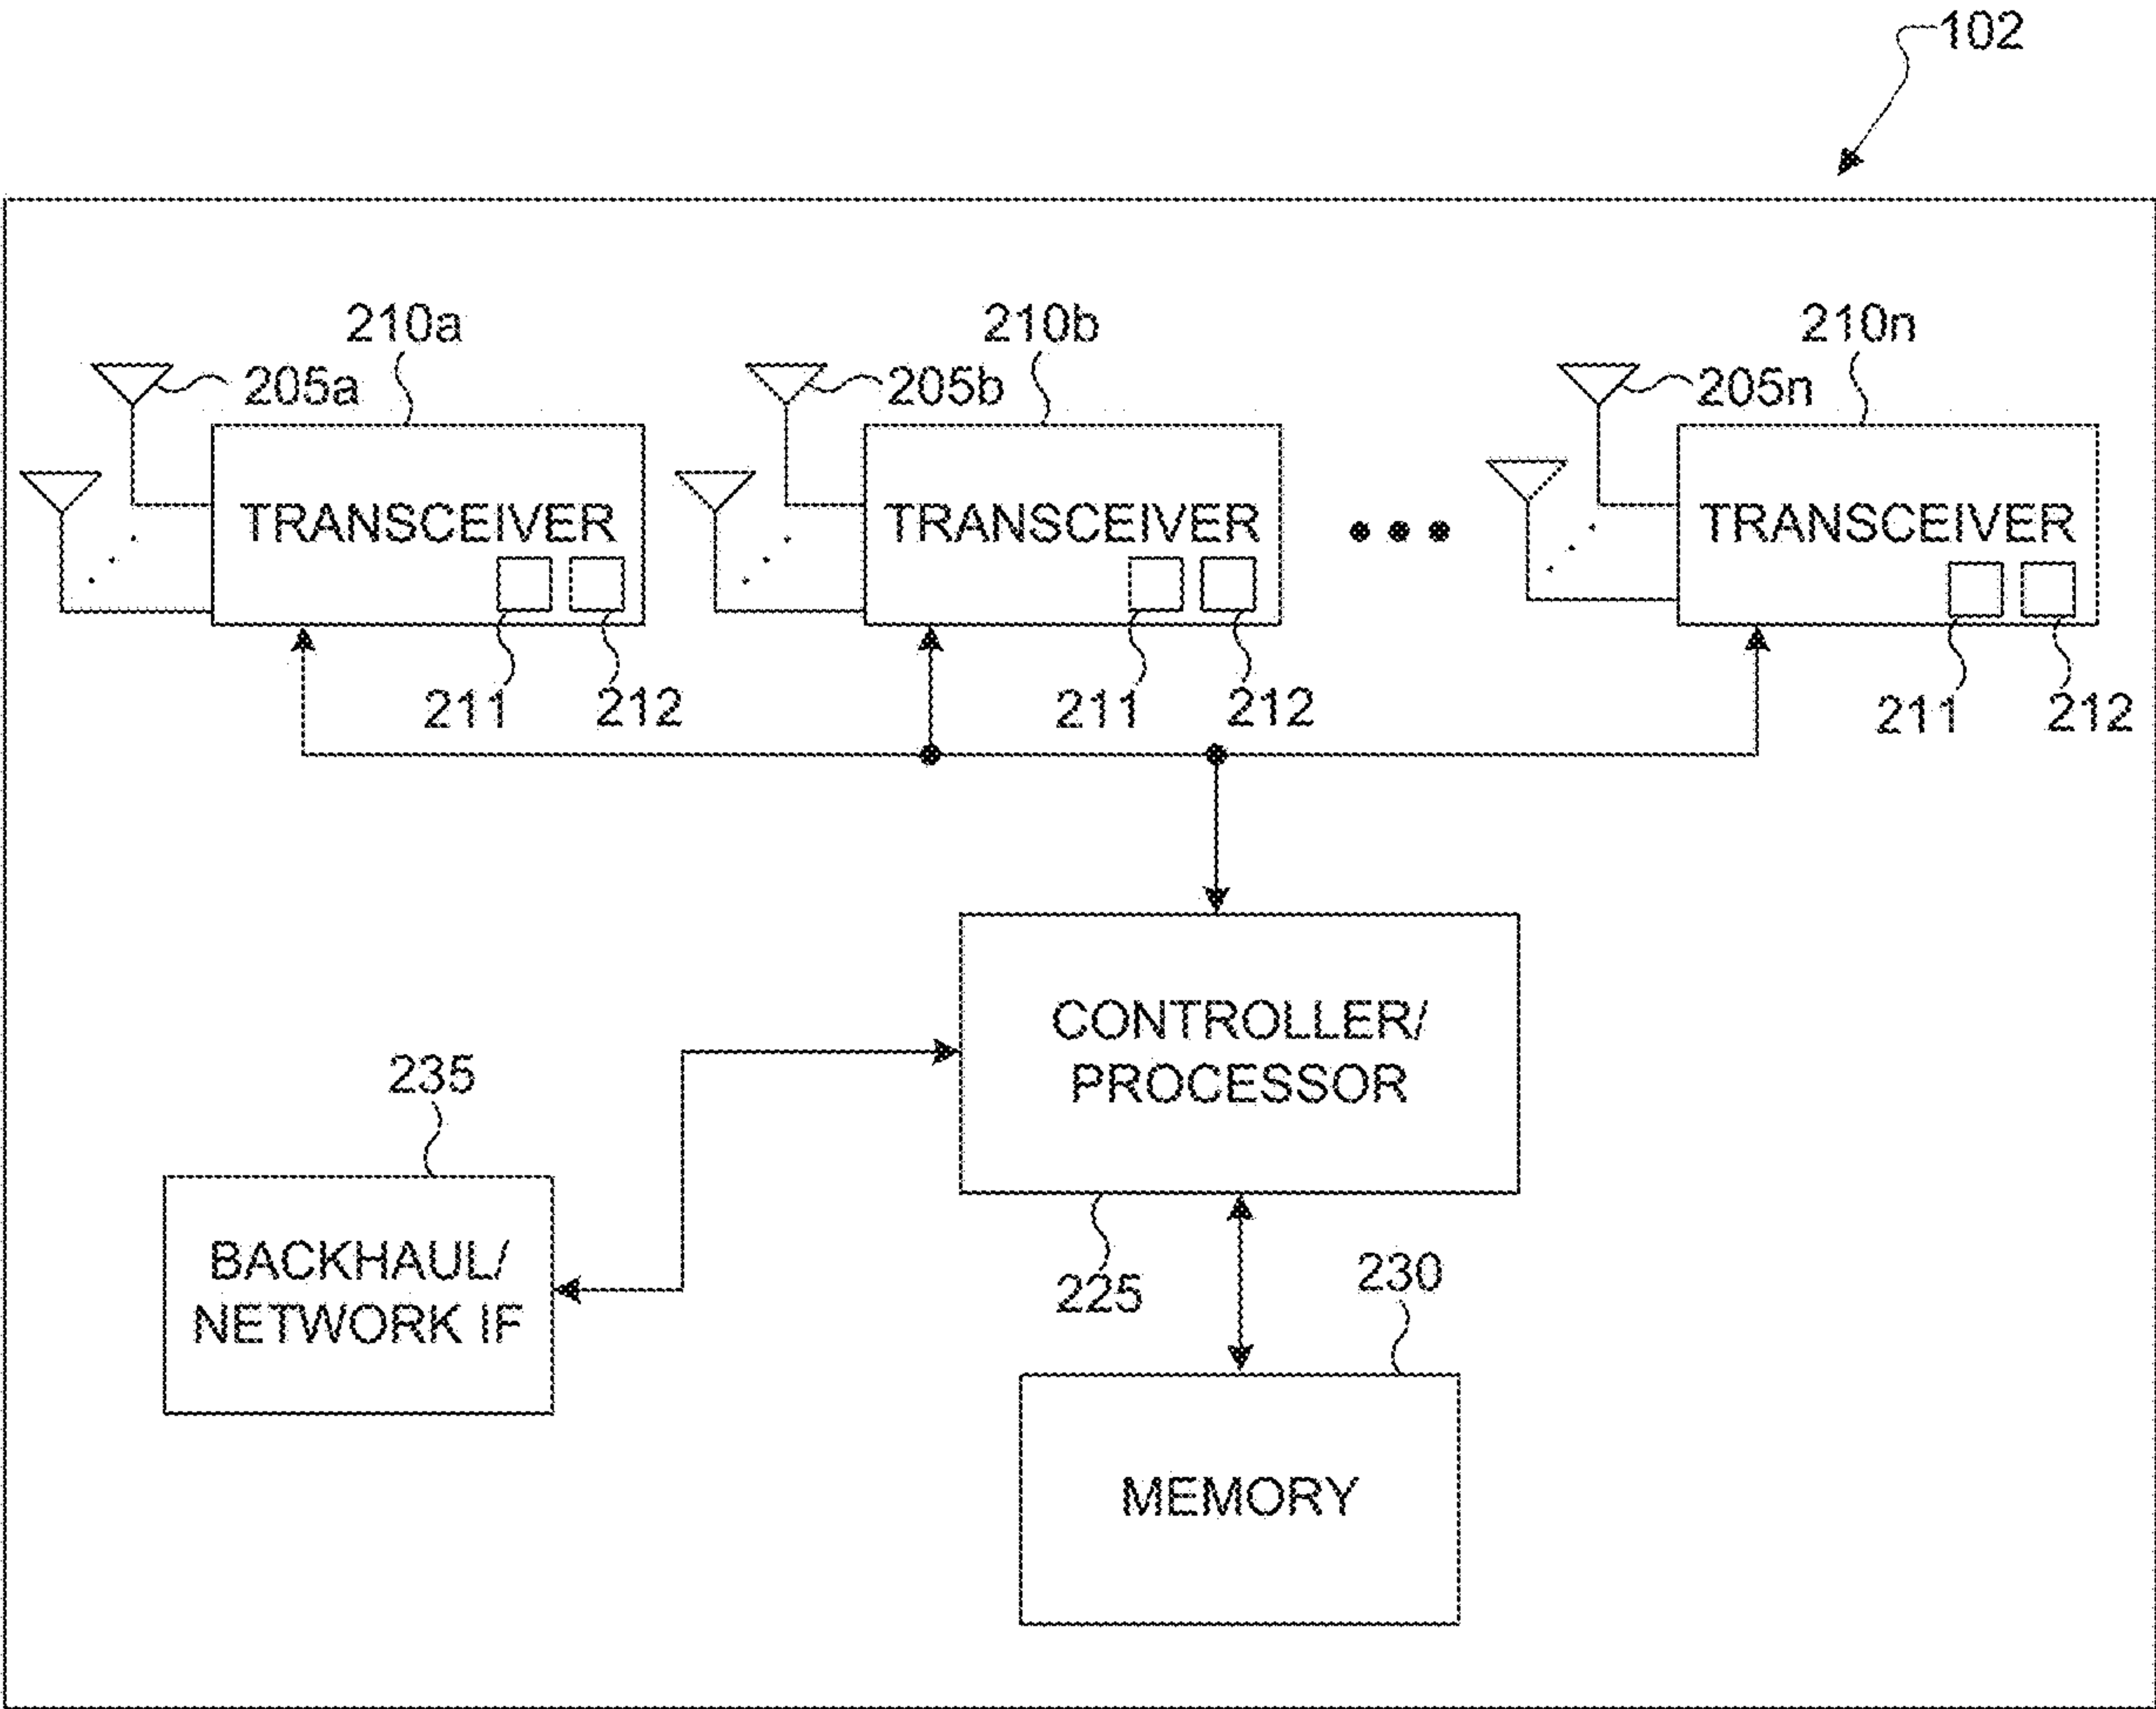 102
210a
210b
210n
205a
205b
205n
TRANSCEIVER
TRANSCEIVER
TRANSCEIVER
211
212
211
212
211
212
CONTROLLER/
PROCESSOR
235
BACKHAUL/
NETWORK IF
225
230
MEMORY